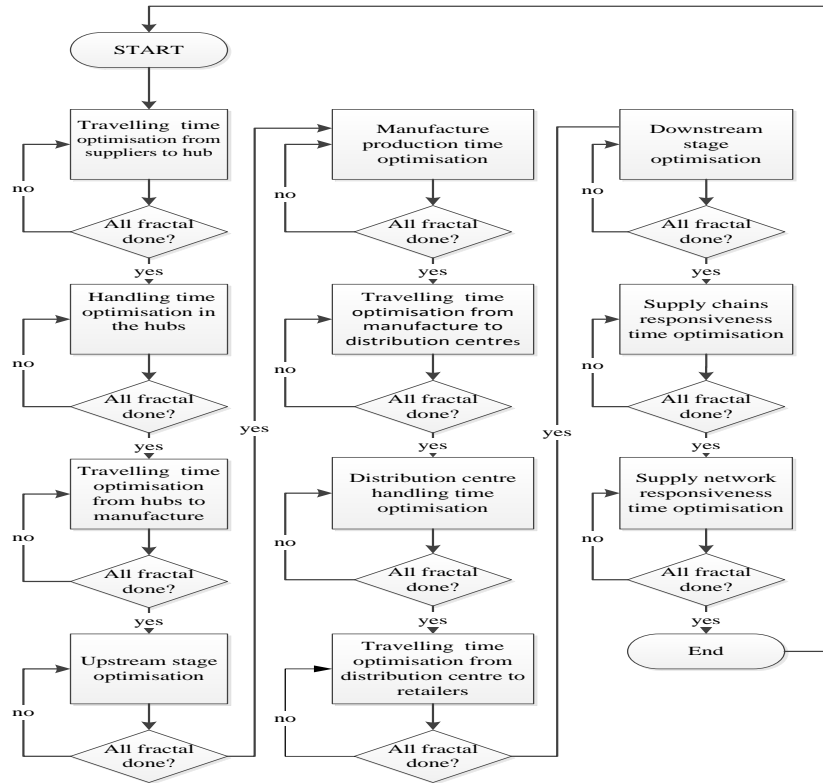 START
Travelling time
optimisation from
suppliers to hub
no
All fractal
done?
yes
Handling time
optimisation in
the hubs
no
All fractal
done?
yes
Travelling time
optimisation
from hubs to
manufacture
no
All fractal
done?
yes
Upstream stage
optimisation
no
All fractal
done?
yes
Manufacture
production time
optimisation
no
All fractal
done?
yes
Travelling time
optimisation from
manufacture to
distribution centres
no
All fractal
done?
yes
Distribution centre
handling time
optimisation
no
All fractal
done?
yes
Travelling time
optimisation from
distribution centre to
retailers
no
All fractal
done?
yes
Downstream
stage
optimisation
no
All fractal
done?
yes
Supply chains
responsiveness
time optimisation
no
All fractal
done?
yes
Supply network
responsiveness
time optimisation
no
All fractal
done?
yes
End